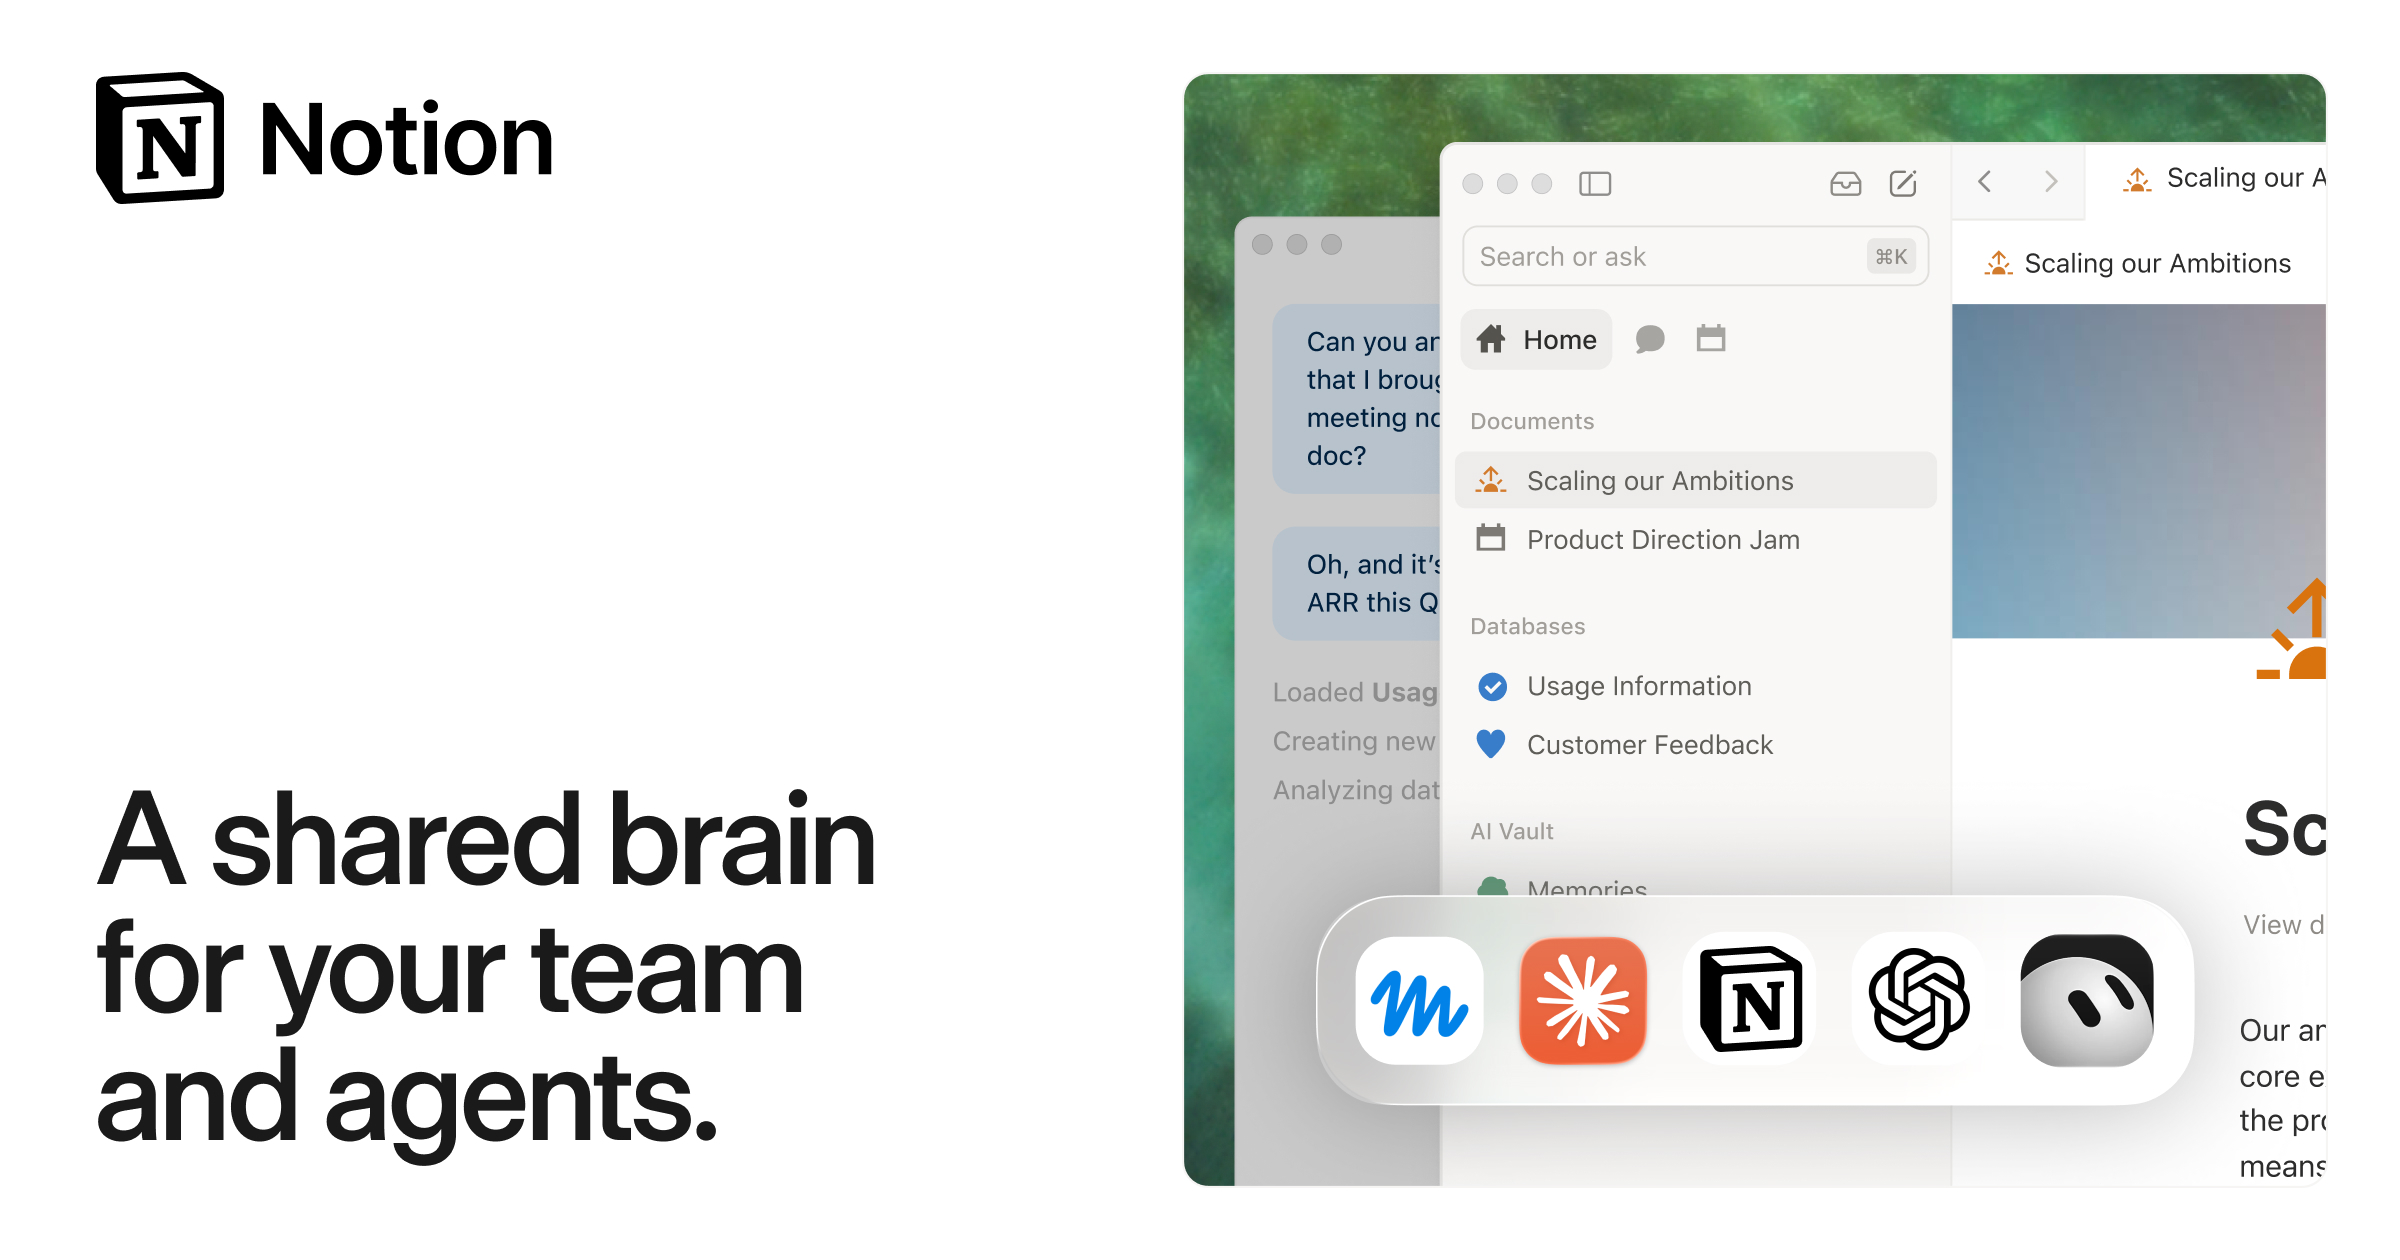 Notion
A shared brain
for your team
and agents.
Can you
that I
meeting
doc?
Oh, and it's
ARR this
Loaded
Creating new
Analyzing
Search or ask
⌘K
Home
Documents
Scaling our Ambitions
Product Direction Jam
Databases
Usage Information
Customer Feedback
AI Vault
Memories
Scaling our
Scaling our Ambitions
View
Our
core
the
means